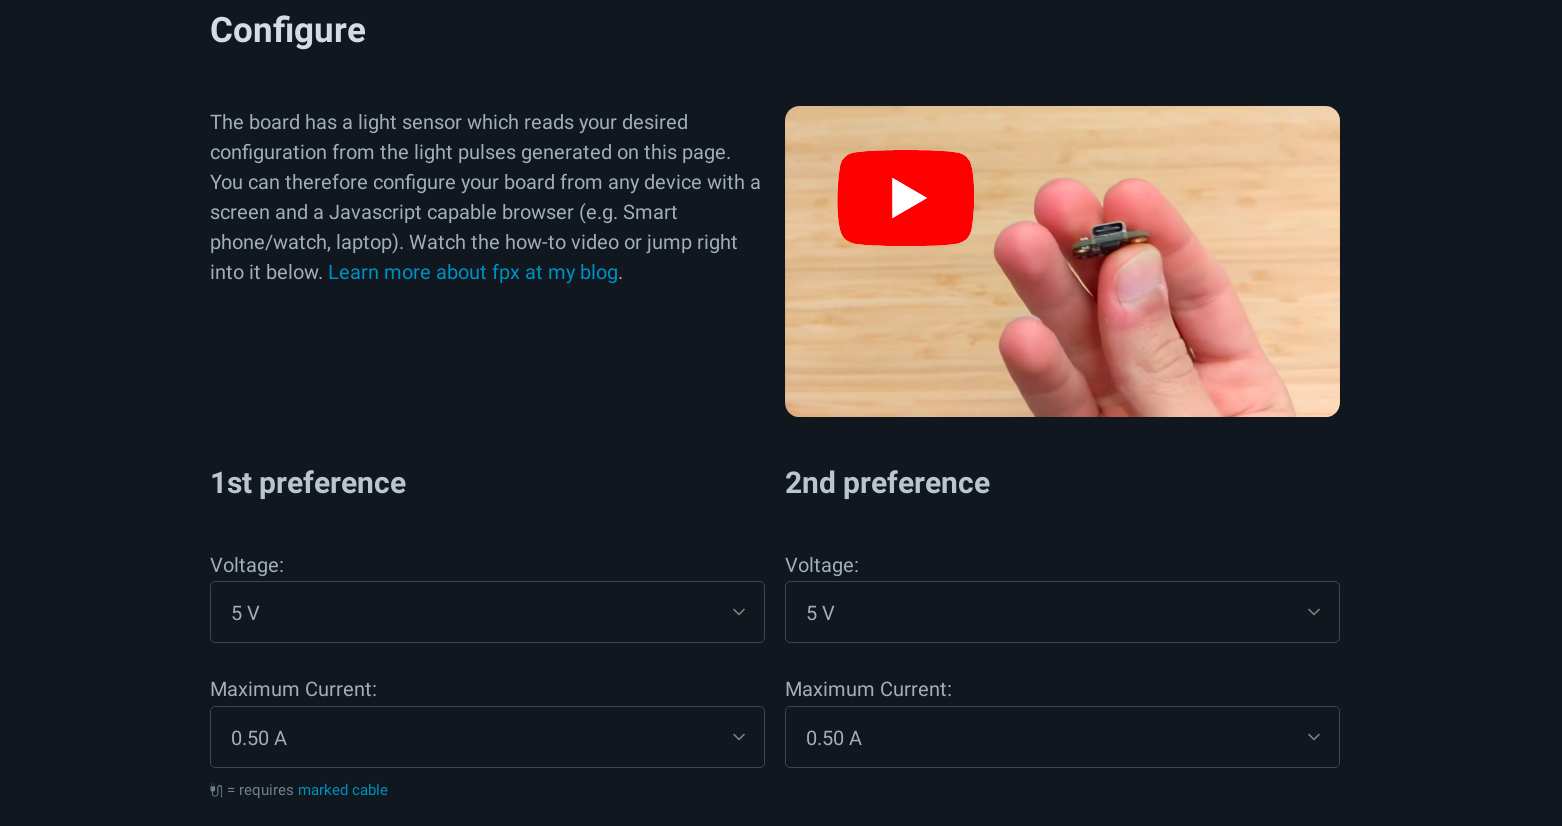 Configure
The board has a light sensor which reads your desired
configuration from the light pulses generated on this page.
You can therefore configure your board from any device with a
screen and a Javascript capable browser (e.g. Smart
phone/watch, laptop). Watch the how-to video or jump right
into it below. Learn more about fpx at my blog.
1st preference
Voltage:
5 V
Maximum Current:
0.50 A
= requires marked cable
2nd preference
Voltage:
5 V
Maximum Current:
0.50 A